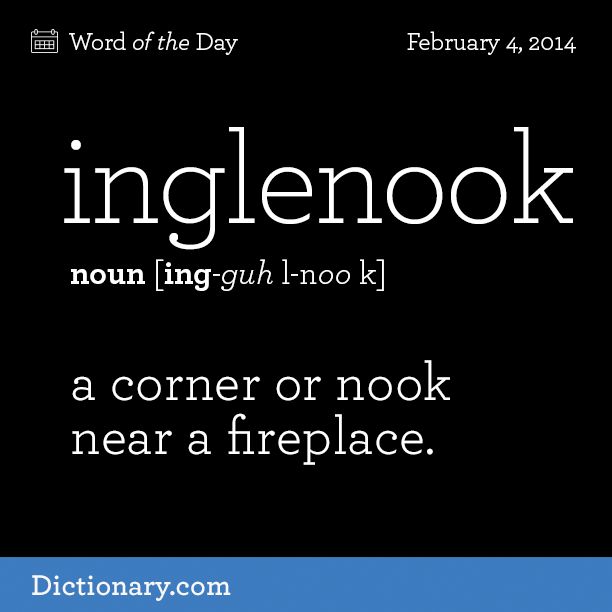 Word of the Day
February 4, 2014
inglenook
noun [ing-guh l-noo k]
a corner or nook
near a fireplace.
Dictionary.com